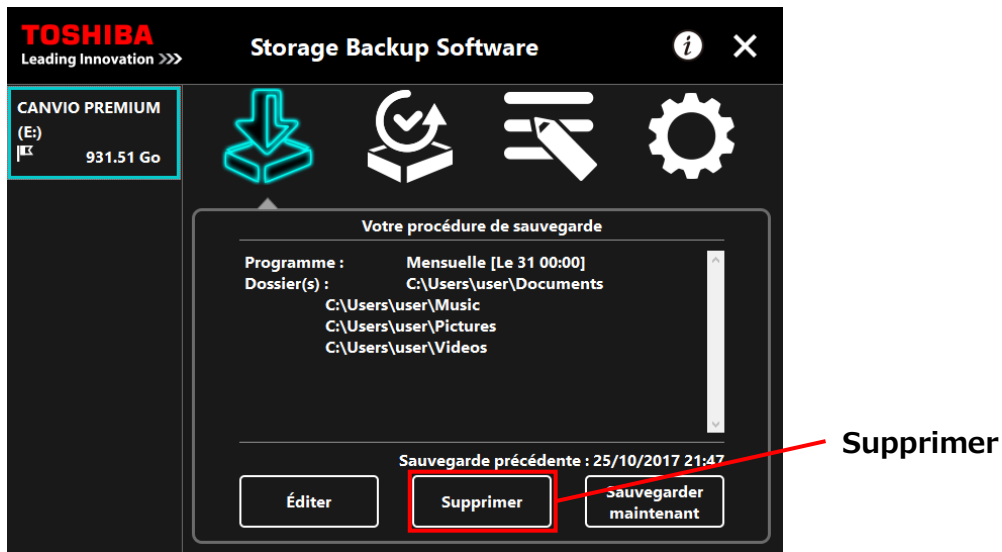 TOSHIBA
Leading Innovation >>>
Storage Backup Software
i
CANVIO PREMIUM
(E:)
931.51 Go
Votre procédure de sauvegarde
Programme : Mensuelle [Le 31 00:00]
Dossier(s) : C:\Users\user\Documents
C:\Users\user\Music
C:\Users\user\Pictures
C:\Users\user\Videos
Sauvegarde précédente : 25/10/2017 21:47
Éditer
Supprimer
Sauvegarder
maintenant
Supprimer